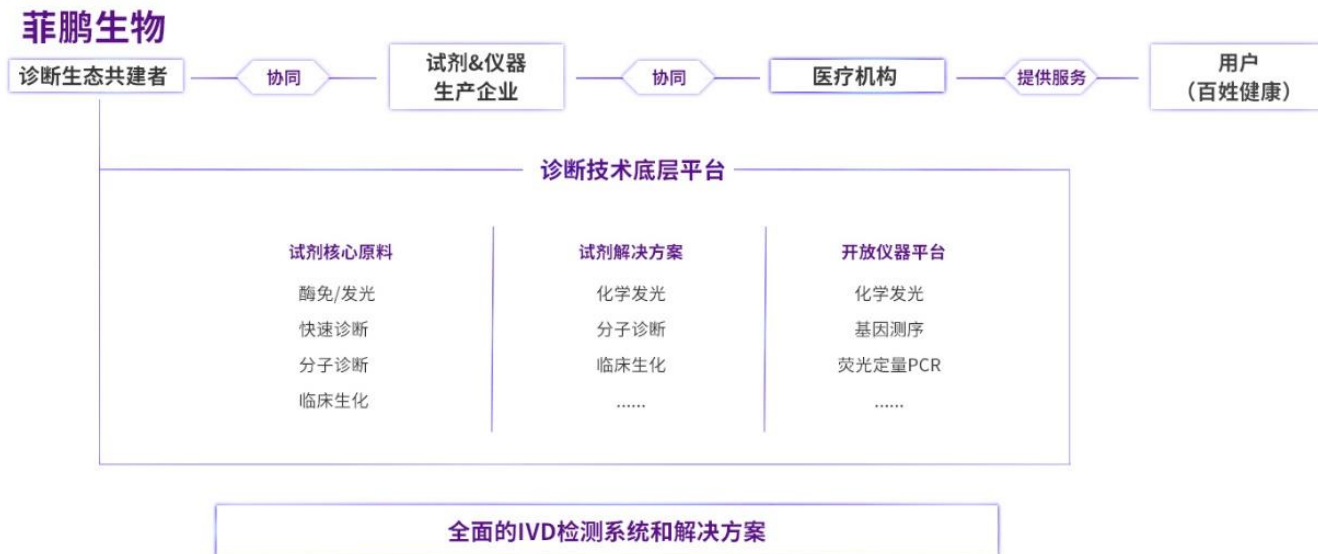 菲鹏生物
诊断生态共建者
协同
试剂&仪器
生产企业
协同
医疗机构
提供服务
用户
（百姓健康）
诊断技术底层平台
试剂核心原料
酶免/发光
快速诊断
分子诊断
临床生化
试剂解决方案
化学发光
分子诊断
临床生化
......
开放仪器平台
化学发光
基因测序
荧光定量PCR
......
全面的IVD检测系统和解决方案